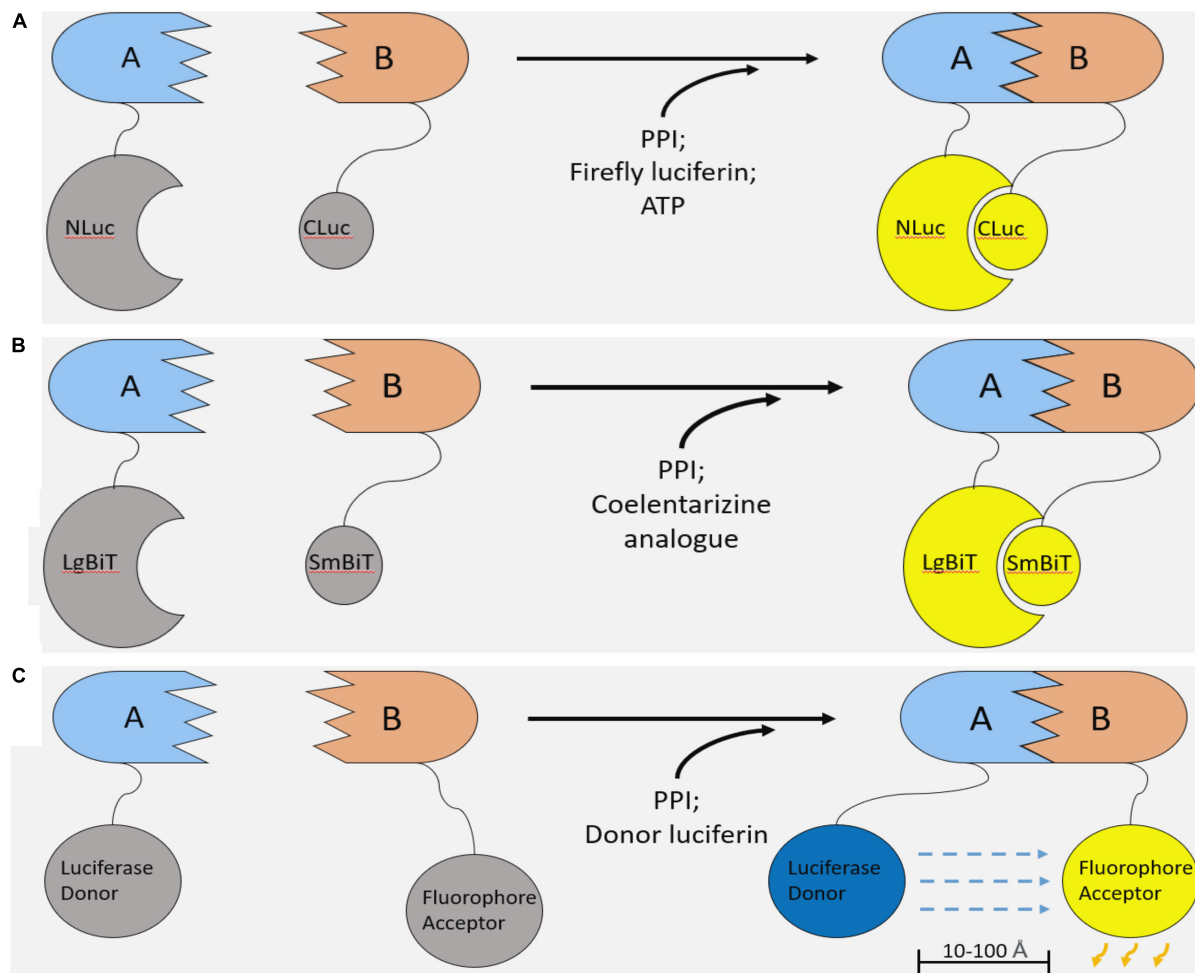 A
A
B
PPI;
Firefly luciferin;
ATP
A
B
NLuc
CLuc
NLuc
CLuc
B
A
B
PPI;
Coelentarizine
analogue
A
B
LgBiT
SmBiT
LgBiT
SmBiT
C
A
B
PPI;
Donor luciferin
A
B
Luciferase
Donor
Fluorophore
Acceptor
Luciferase
Donor
Fluorophore
Acceptor
10-100 Å